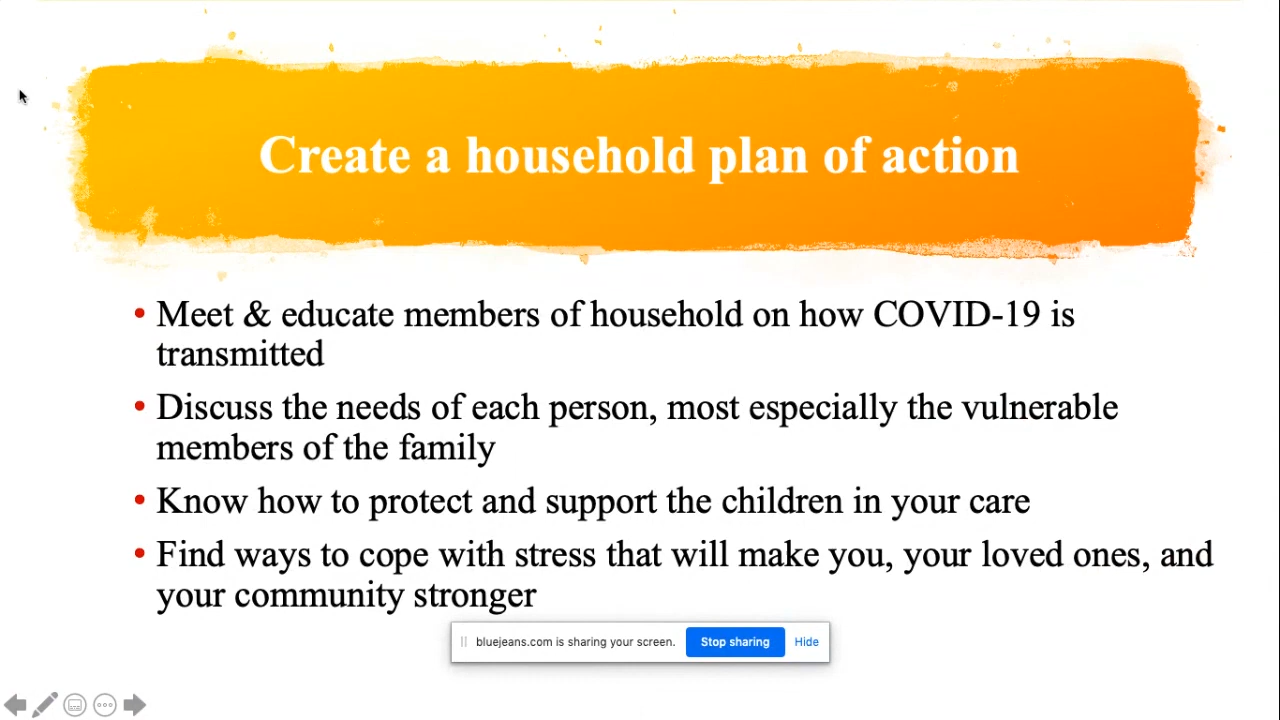 Create a household plan of action
• Meet & educate members of household on how COVID-19 is
transmitted
• Discuss the needs of each person, most especially the vulnerable
members of the family
• Know how to protect and support the children in your care
• Find ways to cope with stress that will make you, your loved ones, and
your community stronger
bluejeans.com is sharing your screen. Stop sharing Hide